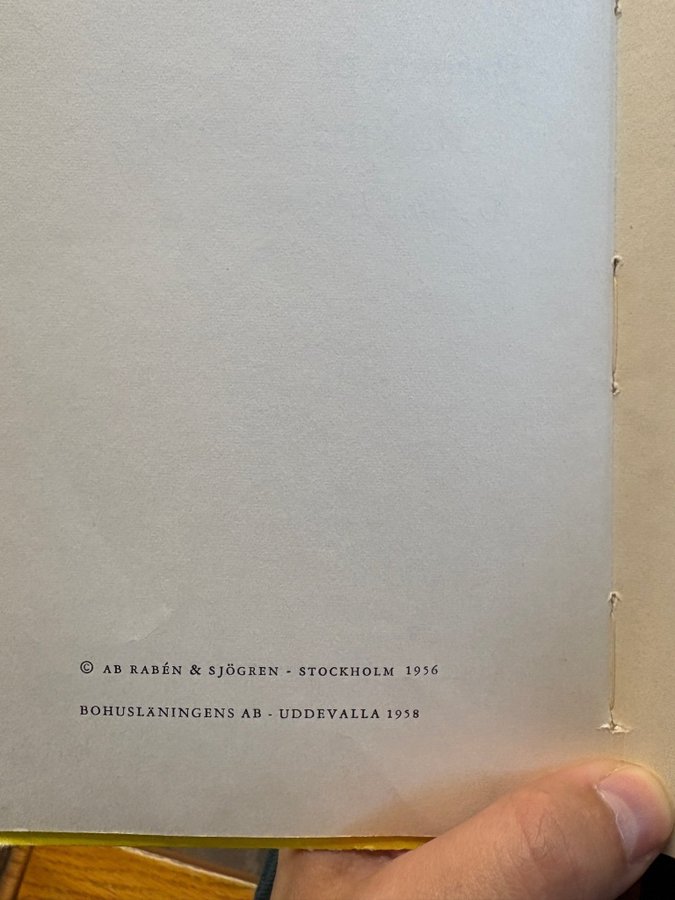 © AB RABÉN & SJÖGREN - STOCKHOLM 1956
BOHUSLÄNINGENS AB - UDDEVALLA 1958